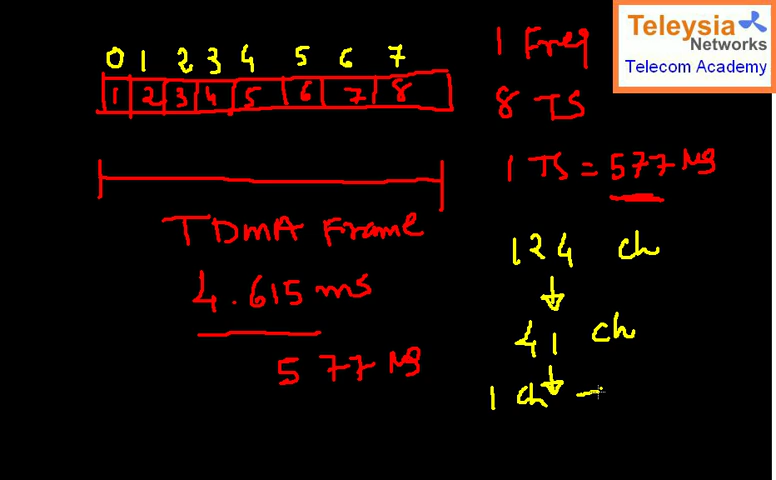 Teleysia
Networks
Telecom Academy
0 1 2 3 4 5 6 7
1 2 3 4 5 6 7 8
TDMA Frame
4.615 ms
577 μs
1 Freq
8 TS
1 TS = 577 μs
124 ch
41 ch
1 ch